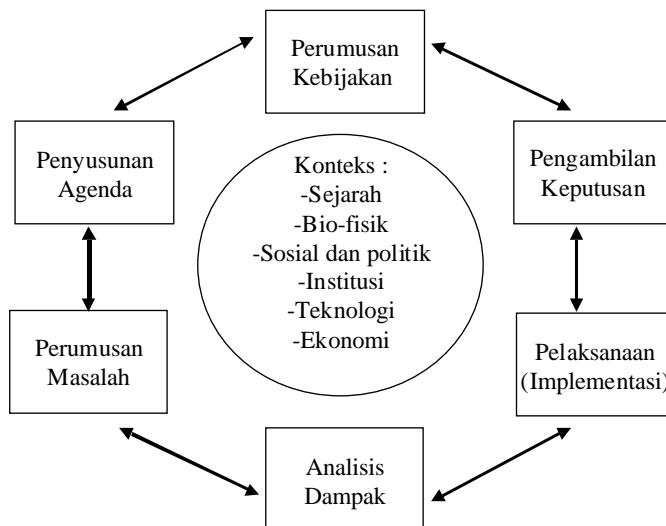 Perumusan
Kebijakan
Penyusunan
Agenda
Pengambilan
Keputusan
Konteks :
-Sejarah
-Bio-fisik
-Sosial dan politik
-Institusi
-Teknologi
-Ekonomi
Perumusan
Masalah
Pelaksanaan
(Implementasi)
Analisis
Dampak